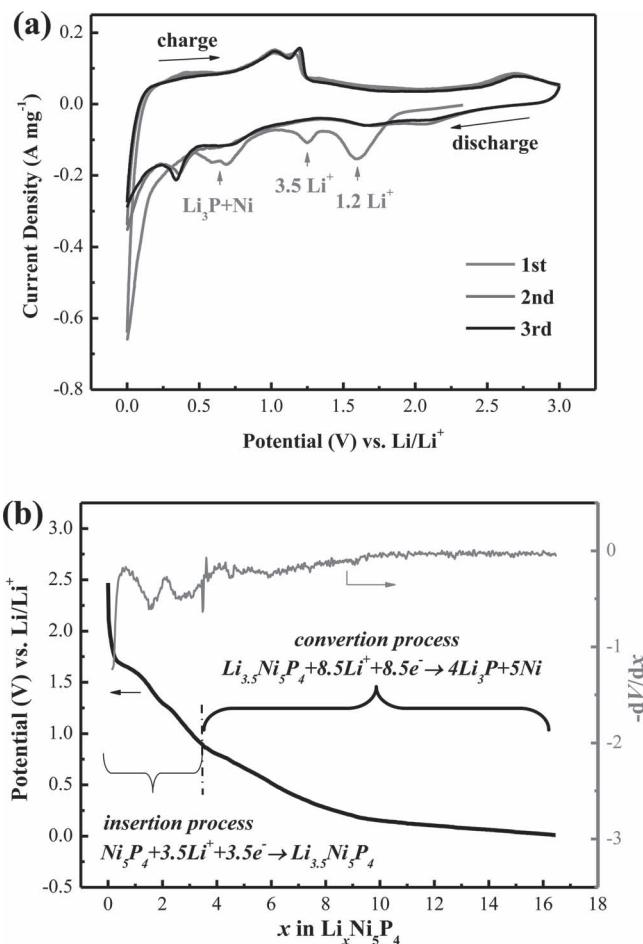 (a)
0.2
0.0
-0.2
-0.4
-0.6
-0.8
Current Density (A mg⁻¹)
charge
discharge
Li₃P+Ni
3.5 Li⁺
1.2 Li⁺
1st
2nd
3rd
0.0 0.5 1.0 1.5 2.0 2.5 3.0
Potential (V) vs. Li/Li⁺
(b)
3.0
2.5
2.0
1.5
1.0
0.5
0.0
-0.5
Potential (V) vs. Li/Li⁺
convertion process
Li₃.₅Ni₅P₄+8.5Li⁺+8.5e⁻→ 4Li₃P+5Ni
insertion process
Ni₅P₄+3.5Li⁺+3.5e⁻→ Li₃.₅Ni₅P₄
0
-1
-2
-3
-dV/dx
0 2 4 6 8 10 12 14 16 18
x in LiₓNi₅P₄